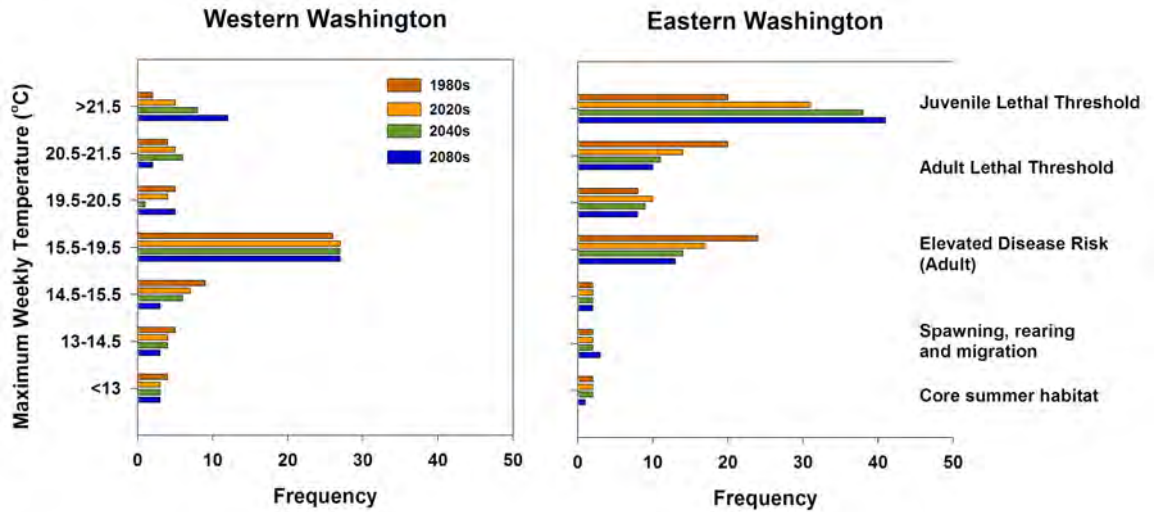 Western Washington
Eastern Washington
Maximum Weekly Temperature (°C)
>21.5
20.5-21.5
19.5-20.5
15.5-19.5
14.5-15.5
13-14.5
<13
1980s
2020s
2040s
2080s
0 10 20 30 40 50
Frequency
0 10 20 30 40 50
Frequency
Juvenile Lethal Threshold
Adult Lethal Threshold
Elevated Disease Risk
(Adult)
Spawning, rearing
and migration
Core summer habitat